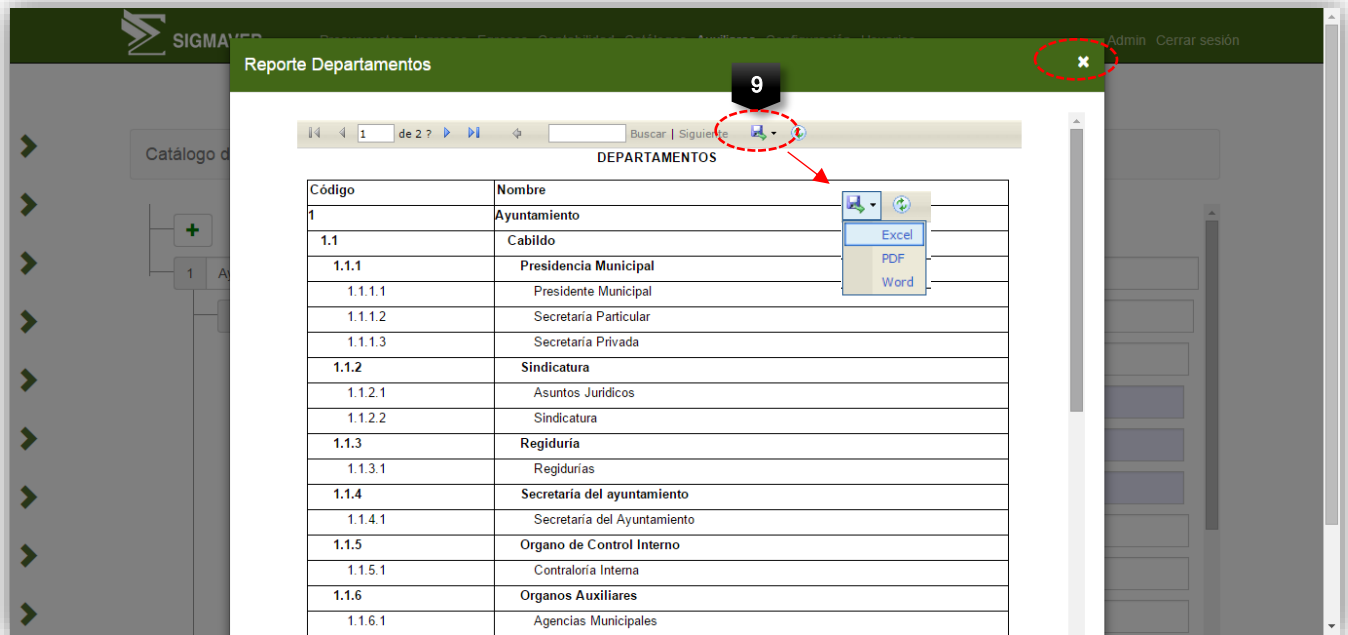 SIGMAVER
Admin Cerrar sesión
Reporte Departamentos
9
1 de 2 ? Buscar | Siguiente
Catálogo d
DEPARTAMENTOS
Código Nombre
1 Ayuntamiento
1.1 Cabildo
1.1.1 Presidencia Municipal
1.1.1.1 Presidente Municipal
1.1.1.2 Secretaría Particular
1.1.1.3 Secretaría Privada
1.1.2 Sindicatura
1.1.2.1 Asuntos Juridicos
1.1.2.2 Sindicatura
1.1.3 Regiduría
1.1.3.1 Regidurías
1.1.4 Secretaría del ayuntamiento
1.1.4.1 Secretaría del Ayuntamiento
1.1.5 Organo de Control Interno
1.1.5.1 Contraloría Interna
1.1.6 Organos Auxiliares
1.1.6.1 Agencias Municipales
Excel
PDF
Word
1 Ay